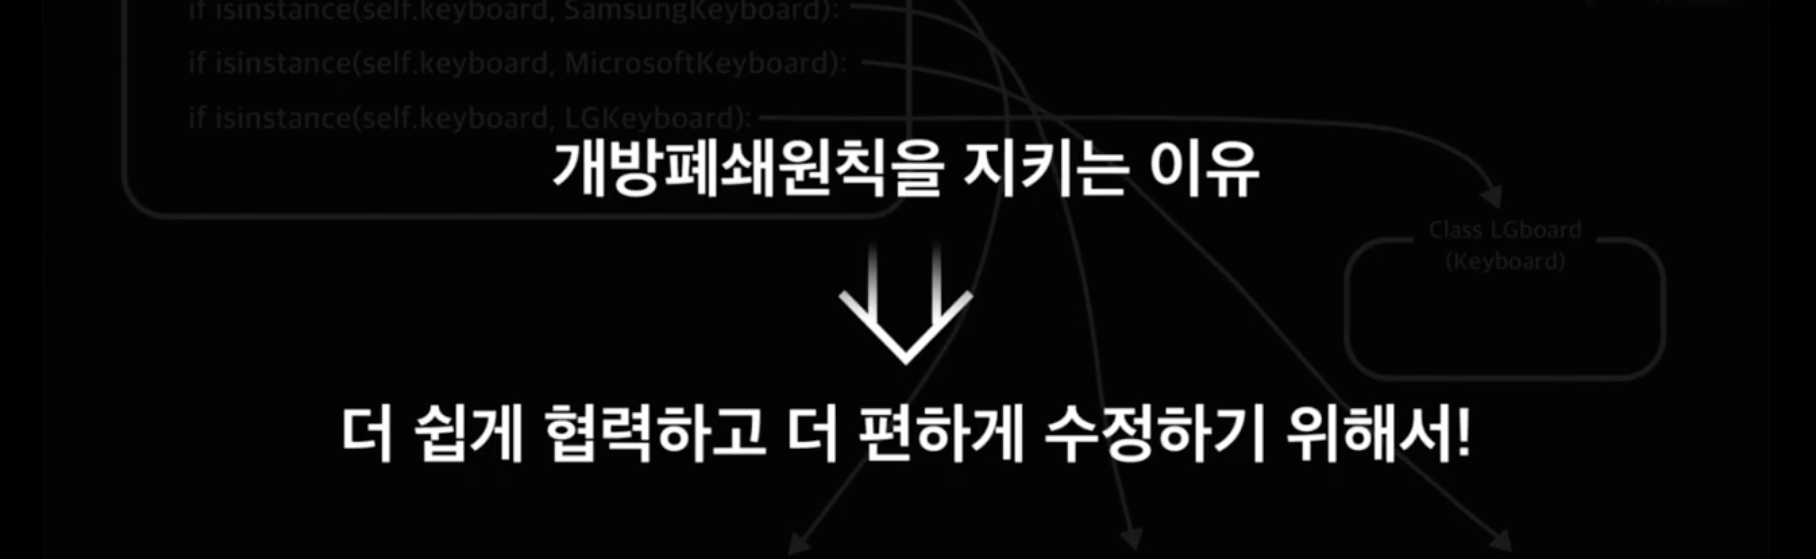 if isinstance(self.keyboard, SamsungKeyboard):
if isinstance(self.keyboard, MicrosoftKeyboard):
if isinstance(self.keyboard, LGKeyboard):
개방폐쇄원칙을 지키는 이유
Class LGboard
(Keyboard)
더 쉽게 협력하고 더 편하게 수정하기 위해서!